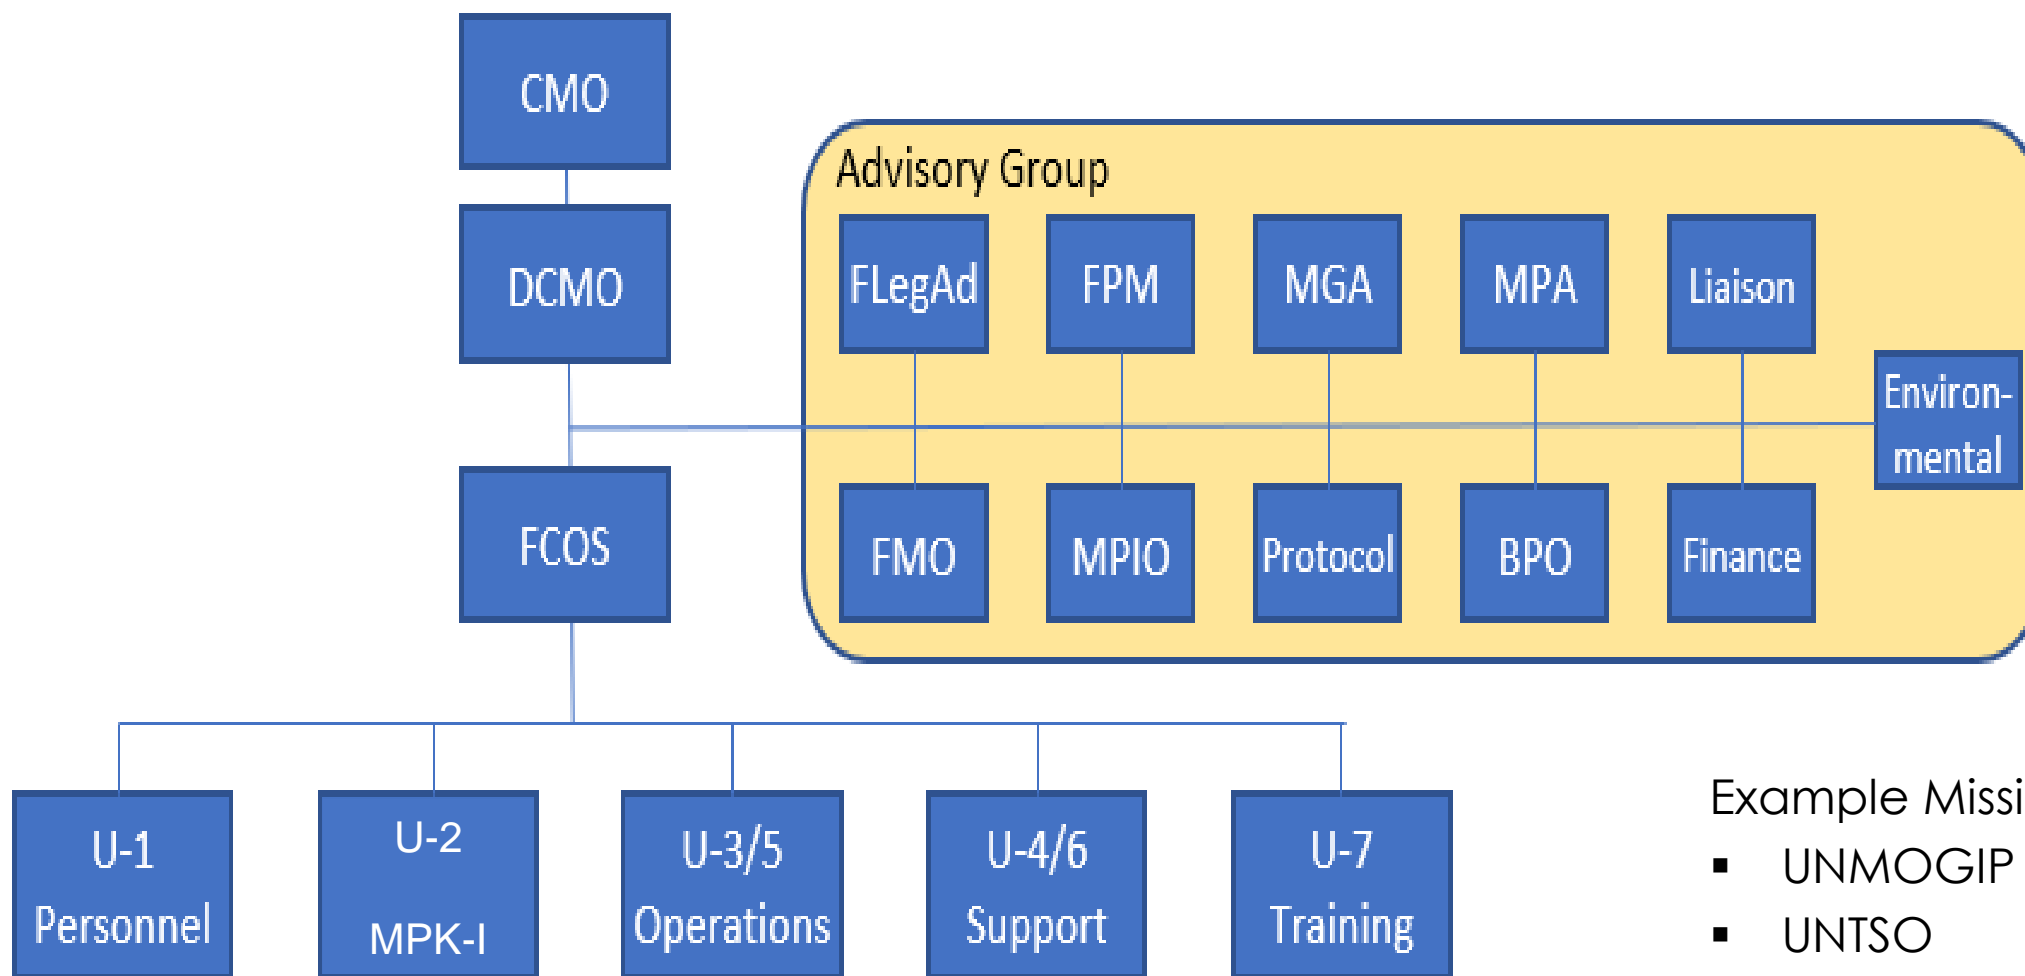 CMO
Advisory Group
DCMO
FLegAd
FPM
MGA
MPA
Liaison
Environ-
mental
FCOS
FMO
MPIO
Protocol
BPO
Finance
U-1
Personnel
U-2
MPK-I
U-3/5
Operations
U-4/6
Support
U-7
Training
Example Missi
▪ UNMOGIP
▪ UNTSO